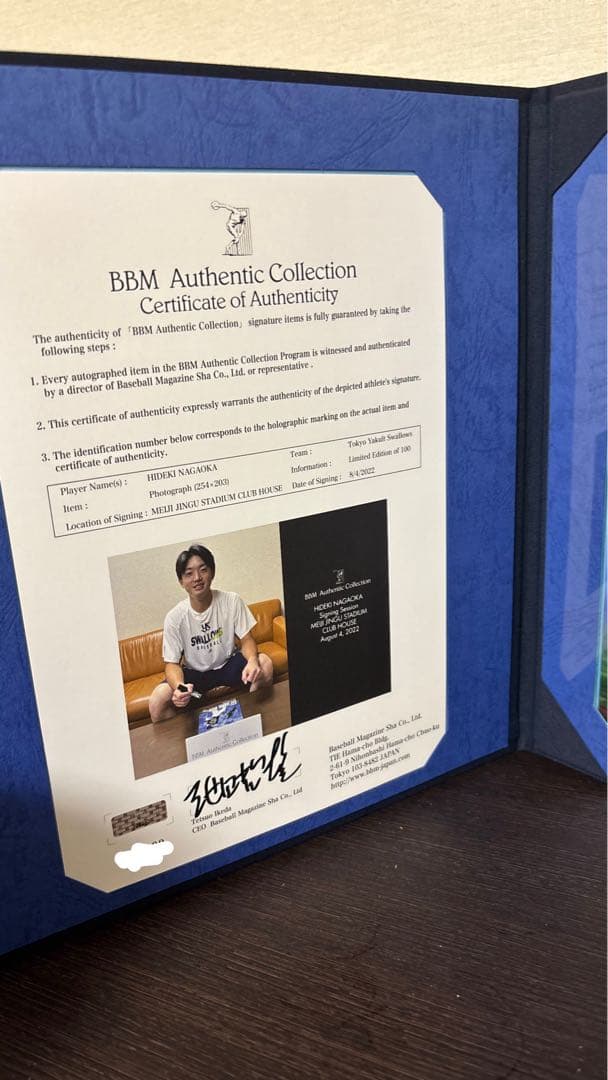 BBM Authentic Collection
Certificate of Authenticity
The authenticity of 「BBM Authentic Collection」 signature items is fully guaranteed by taking the
following steps :
1. Every autographed item in the BBM Authentic Collection Program is witnessed and authenticated
by a director of Baseball Magazine Sha Co., Ltd. or representative .
2. This certificate of authenticity expressly warrants the authenticity of the depicted athlete's signature.
3. The identification number below corresponds to the holographic marking on the actual item and
certificate of authenticity.
Player Name(s) : HIDEKI NAGAOKA Team : Tokyo Yakult Swallows
Item : Photograph (254×203) Information : Limited Edition of 100
Location of Signing : MEIJI JINGU STADIUM CLUB HOUSE Date of Signing : 8/4/2022
SWALLOWS
BASEBALL
BBM Authentic Collection
BBM Authentic Collection
HIDEKI NAGAOKA
Signing Session
MEIJI JINGU STADIUM
CLUB HOUSE
August 4, 2022
Tetsuo Ikeda
CEO Baseball Magazine Sha Co., Ltd
Baseball Magazine Sha Co., Ltd.
TIE Hama-cho Bldg.
2-61-9 Nihonbashi Hama-cho Chuo-ku
Tokyo 103-8482 JAPAN
http://www.bbm-japan.com